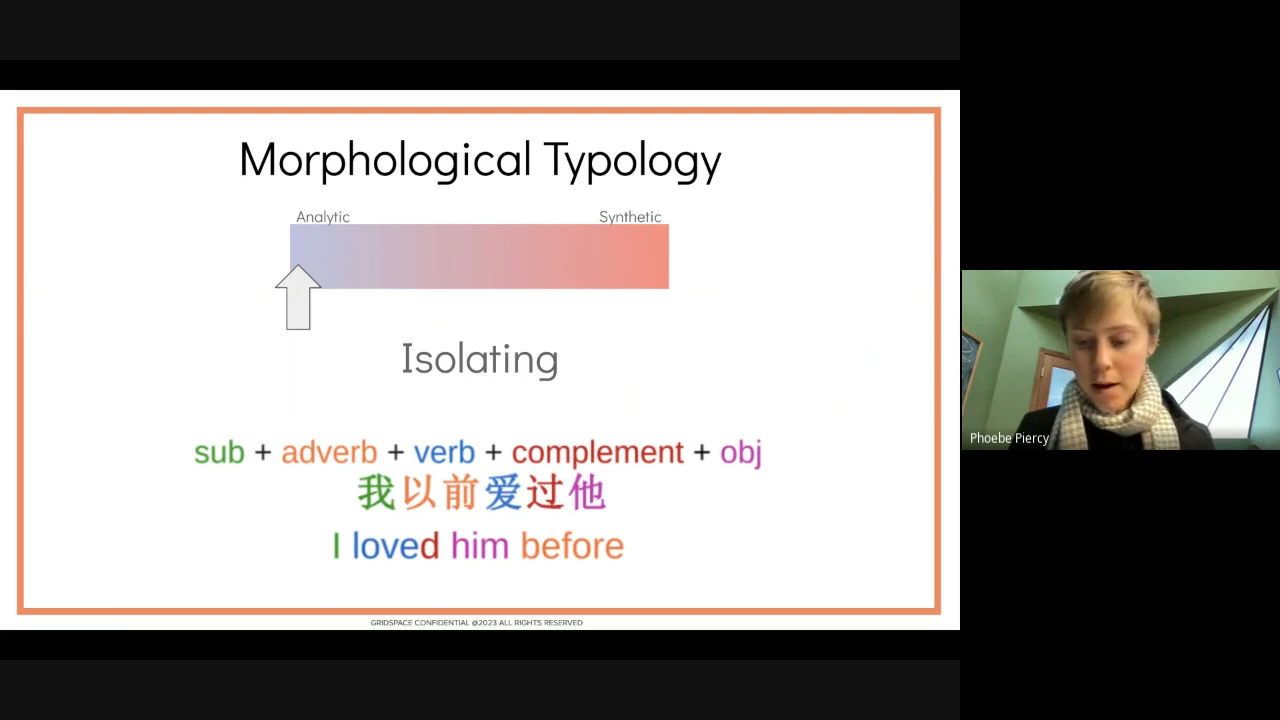 Morphological Typology
Analytic Synthetic
Isolating
sub + adverb + verb + complement + obj
我以前爱过他
I loved him before
GRIDSPACE CONFIDENTIAL @2023 ALL RIGHTS RESERVED
Phoebe Piercy